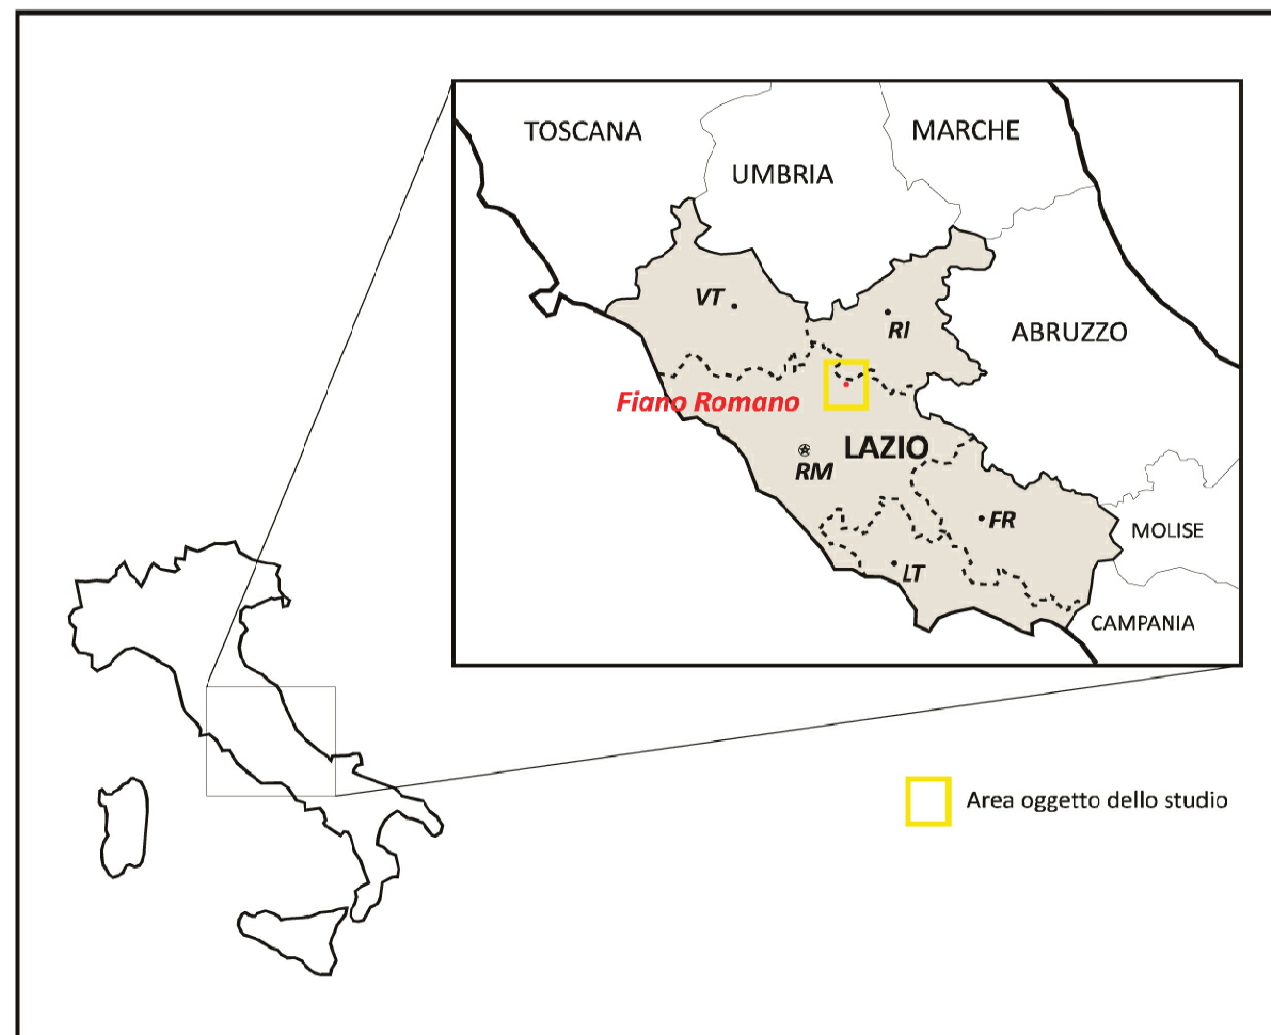 TOSCANA
MARCHE
UMBRIA
VT
RI
ABRUZZO
Fiano Romano
LAZIO
RM
FR
MOLISE
LT
CAMPANIA
Area oggetto dello studio